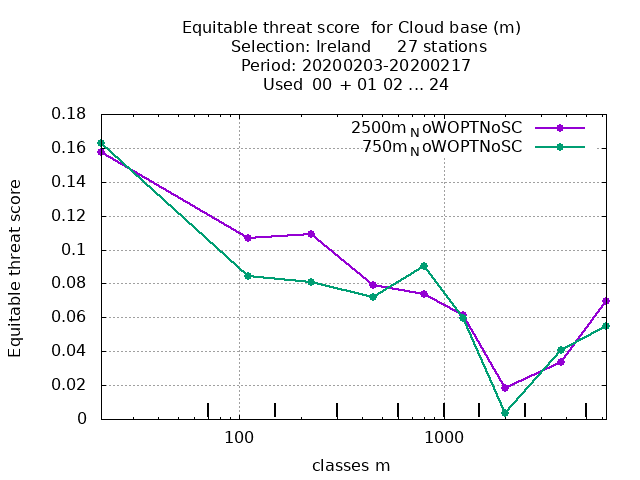 Equitable threat score  for Cloud base (m)
Selection: Ireland     27 stations
Period: 20200203-20200217
Used  00 + 01 02 ... 24
2500m_NoWOPTNoSC
750m_NoWOPTNoSC
Equitable threat score
0.18
0.16
0.14
0.12
0.1
0.08
0.06
0.04
0.02
0
100
1000
classes m